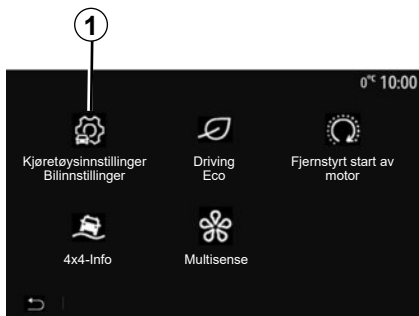 1
0°C 10:00
Kjøretøysinnstillinger
Bilinnstillinger
Driving
Eco
Fjernstyrt start av
motor
4x4-Info
Multisense